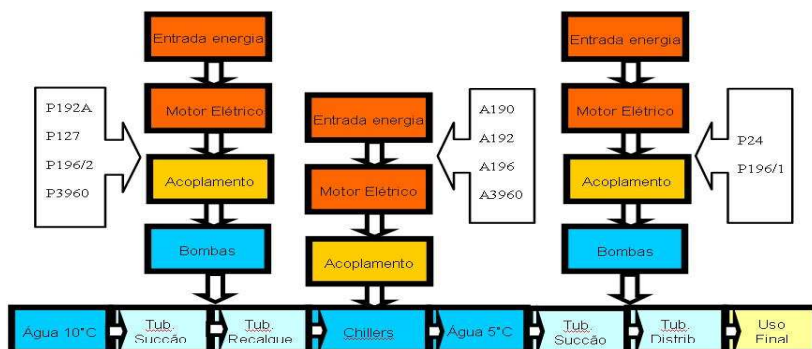 Entrada energia
Motor Elétrico
Acoplamento
Bombas
P192A
P127
P196/2
P3960
Entrada energia
Motor Elétrico
Acoplamento
A190
A192
A196
A3960
Entrada energia
Motor Elétrico
Acoplamento
Bombas
P24
P196/1
Água 10°C
Tub.
Succão
Tub.
Recalque
Chillers
Água 5°C
Tub.
Succão
Tub.
Distrib.
Uso
Final